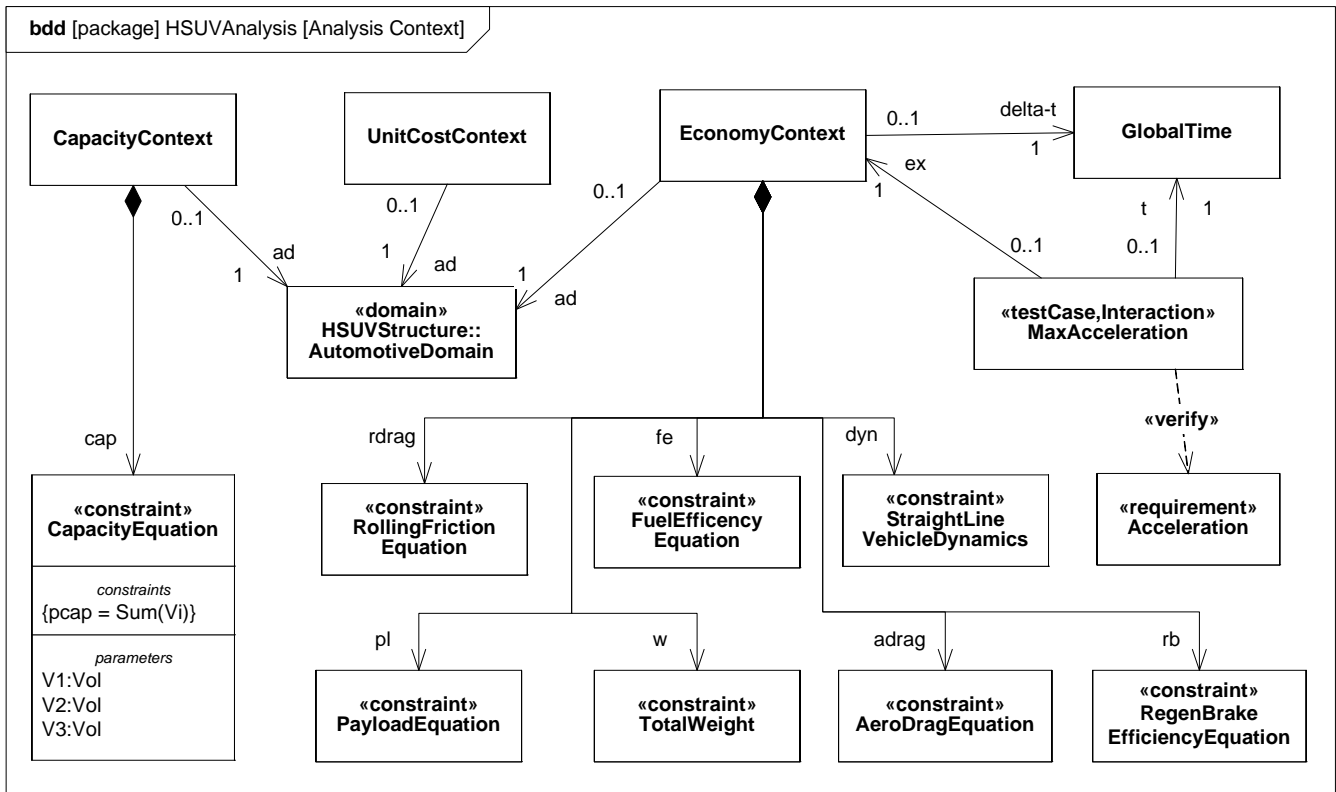 bdd [package] HSUVAnalysis [Analysis Context]
CapacityContext
UnitCostContext
EconomyContext
GlobalTime
0..1
delta-t
1
ex
1
0..1
t
1
0..1
0..1
ad
1
0..1
1
ad
0..1
1
ad
«domain»
HSUVStructure::
AutomotiveDomain
«testCase,Interaction»
MaxAcceleration
«verify»
«requirement»
Acceleration
cap
«constraint»
CapacityEquation
constraints
{pcap = Sum(Vi)}
parameters
V1:Vol
V2:Vol
V3:Vol
rdrag
«constraint»
RollingFriction
Equation
fe
«constraint»
FuelEfficency
Equation
dyn
«constraint»
StraightLine
VehicleDynamics
pl
«constraint»
PayloadEquation
w
«constraint»
TotalWeight
adrag
«constraint»
AeroDragEquation
rb
«constraint»
RegenBrake
EfficiencyEquation